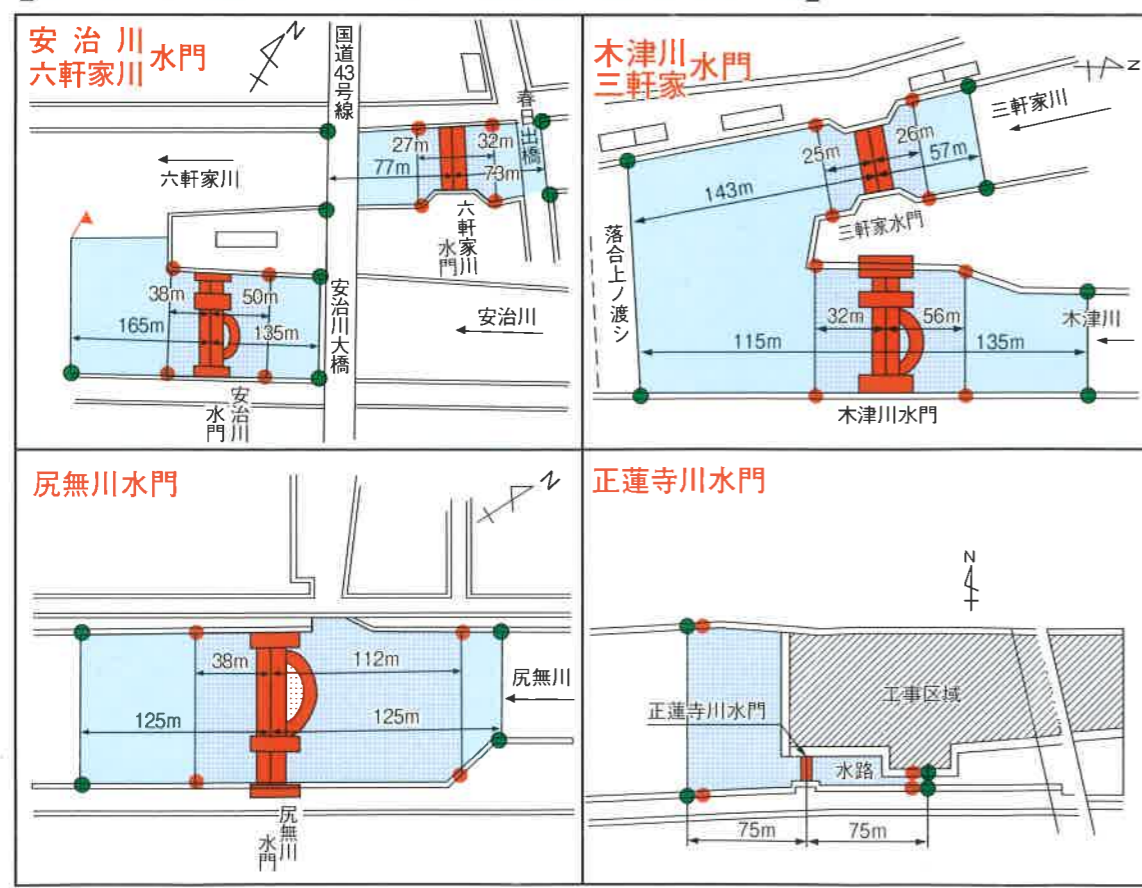 安治川
六軒家川
水門
N
国道43号線
春日出橋
27m
32m
77m
73m
六軒家川
六軒家川
水門
38m
50m
165m
135m
安治川大橋
安治川
安治川
水門
木津川
三軒家
水門
N
三軒家川
25m
26m
57m
143m
三軒家水門
落合上ノ渡シ
32m
56m
115m
135m
木津川
木津川水門
尻無川水門
N
38m
112m
尻無川
125m
125m
尻無川
水門
正蓮寺川水門
N
工事区域
正蓮寺川水門
水路
75m
75m